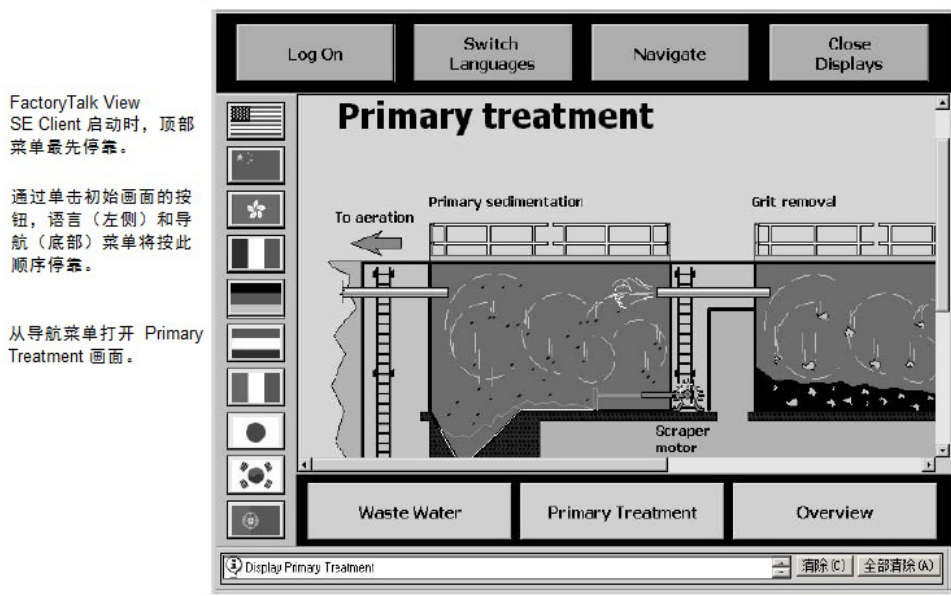 FactoryTalk View
SE Client 启动时，顶部
菜单最先停靠。
通过单击初始画面的按
钮，语言（左侧）和导
航（底部）菜单将按此
顺序停靠。
从导航菜单打开 Primary
Treatment 画面。
Log On
Switch
Languages
Navigate
Close
Displays
Primary treatment
To aeration
Primary sedimentation
Grit removal
Scraper
motor
Waste Water
Primary Treatment
Overview
Display Primary Treatment
清除(C)
全部清除(A)